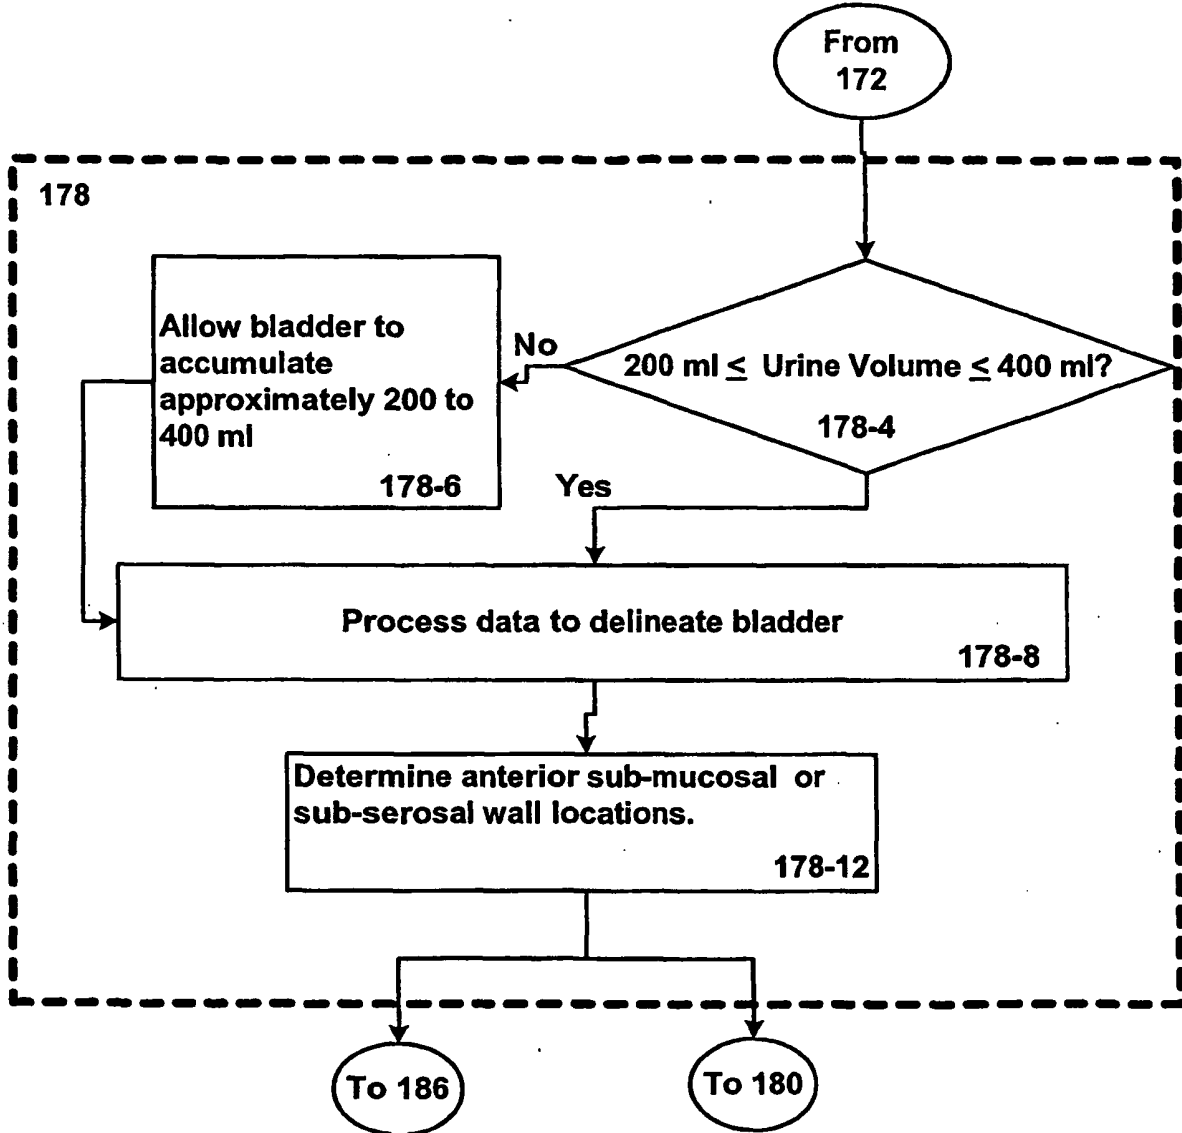 From
172
178
200 ml ≤ Urine Volume ≤ 400 ml?
178-4
No
Allow bladder to
accumulate
approximately 200 to
400 ml
178-6
Yes
Process data to delineate bladder
178-8
Determine anterior sub-mucosal or
sub-serosal wall locations.
178-12
To 186
To 180